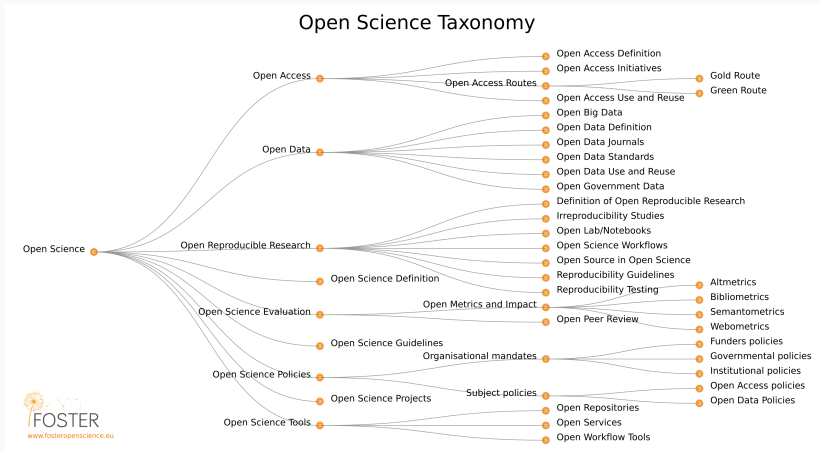 Open Science Taxonomy
Open Science
Open Access
Open Access Definition
Open Access Initiatives
Open Access Routes
Gold Route
Green Route
Open Access Use and Reuse
Open Data
Open Big Data
Open Data Definition
Open Data Journals
Open Data Standards
Open Data Use and Reuse
Open Government Data
Open Reproducible Research
Definition of Open Reproducible Research
Irreproducibility Studies
Open Lab/Notebooks
Open Science Workflows
Open Source in Open Science
Reproducibility Guidelines
Reproducibility Testing
Open Science Definition
Open Science Evaluation
Open Metrics and Impact
Altmetrics
Bibliometrics
Semantometrics
Webometrics
Open Peer Review
Open Science Guidelines
Open Science Policies
Organisational mandates
Funders policies
Governmental policies
Institutional policies
Subject policies
Open Access policies
Open Data Policies
Open Science Projects
Open Science Tools
Open Repositories
Open Services
Open Workflow Tools
FOSTER
www.fosteropenscience.eu